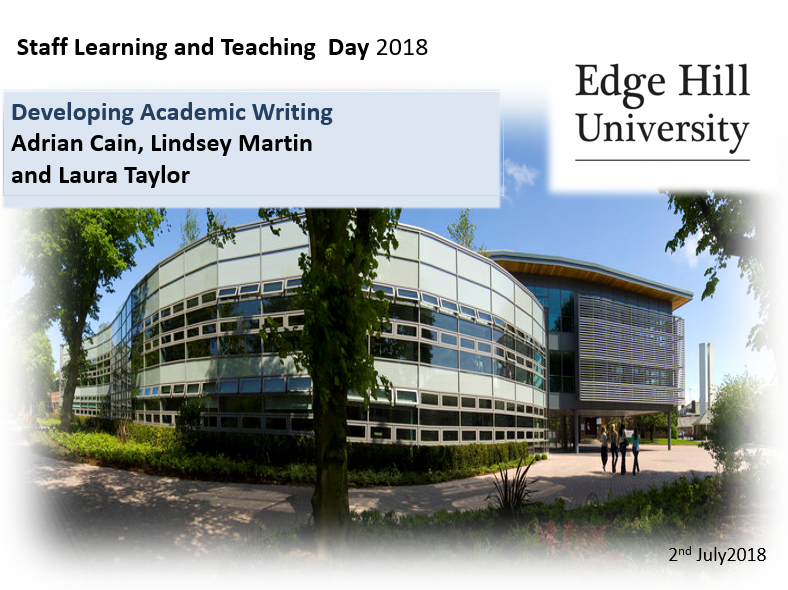 Staff Learning and Teaching  Day 2018
Edge Hill
University
Developing Academic Writing
Adrian Cain, Lindsey Martin
and Laura Taylor
2nd July2018